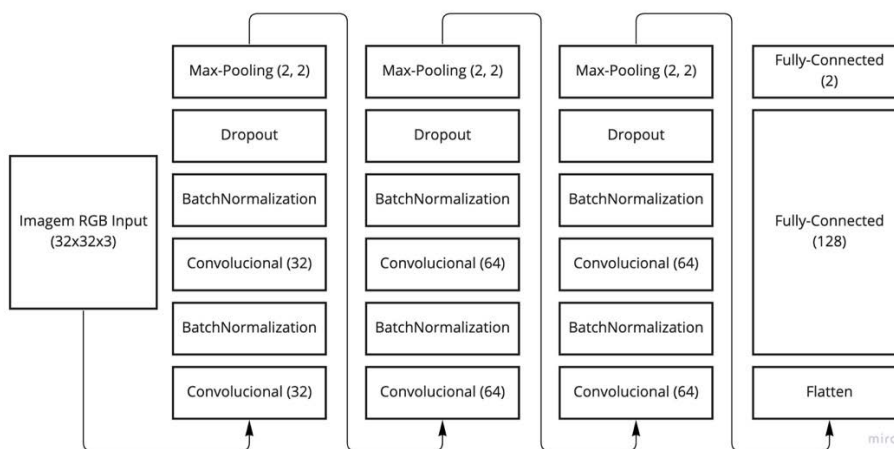 Imagem RGB Input
(32x32x3)
Max-Pooling (2, 2)
Dropout
BatchNormalization
Convolucional (32)
BatchNormalization
Convolucional (32)
Max-Pooling (2, 2)
Dropout
BatchNormalization
Convolucional (64)
BatchNormalization
Convolucional (64)
Max-Pooling (2, 2)
Dropout
BatchNormalization
Convolucional (64)
BatchNormalization
Convolucional (64)
Fully-Connected
(2)
Fully-Connected
(128)
Flatten
miro